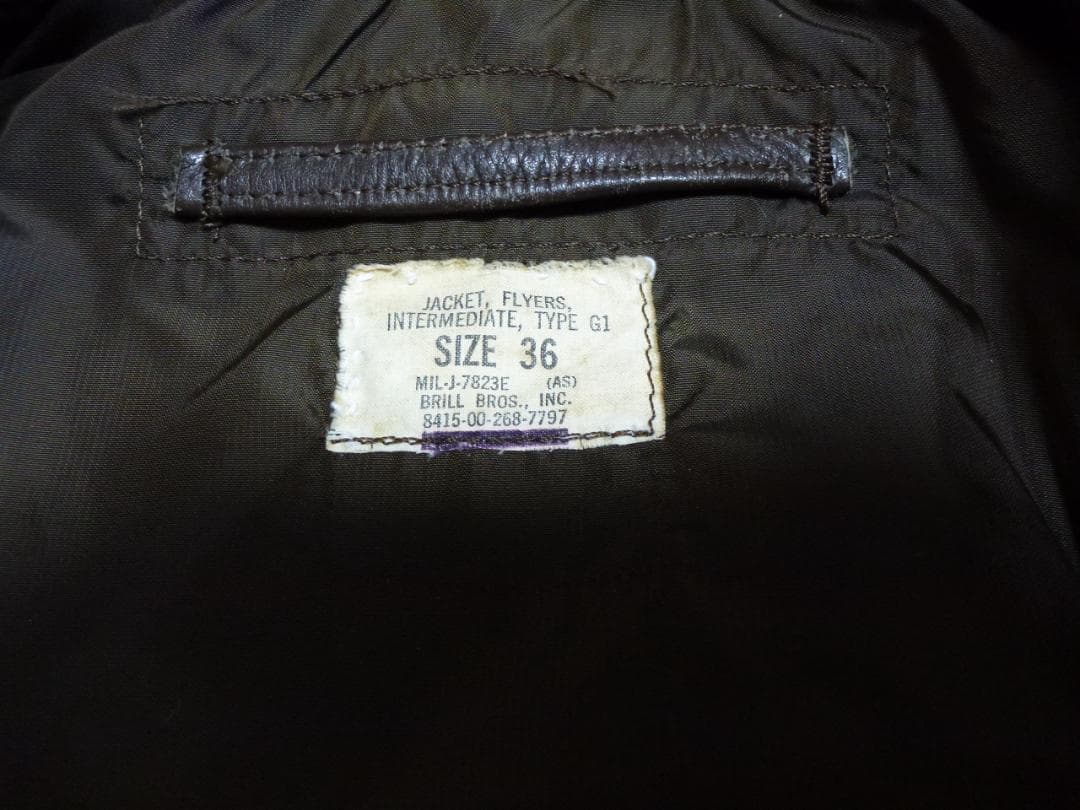 JACKET, FLYERS,
INTERMEDIATE, TYPE G1
SIZE 36
MIL-J-7823E (AS)
BRILL BROS., INC.
8415-00-268-7797